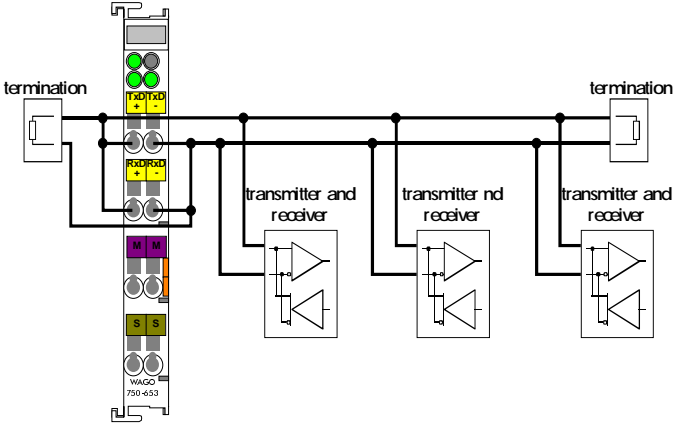 termination
termination
TxD TxD
+ -
RxD RxD
+ -
transmitter and
receiver
transmitter nd
receiver
transmitter and
receiver
M M
S S
WAGO
750-653